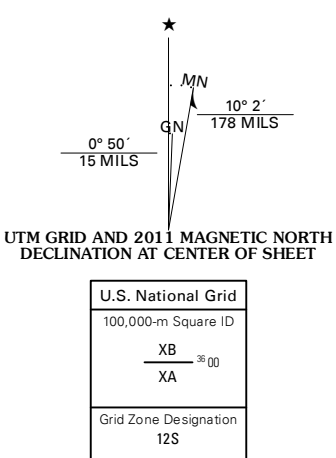 ★
MN
GN
10° 2´
178 MILS
0° 50´
15 MILS
UTM GRID AND 2011 MAGNETIC NORTH
DECLINATION AT CENTER OF SHEET
U.S. National Grid
100,000-m Square ID
XB
36 00
XA
Grid Zone Designation
12S